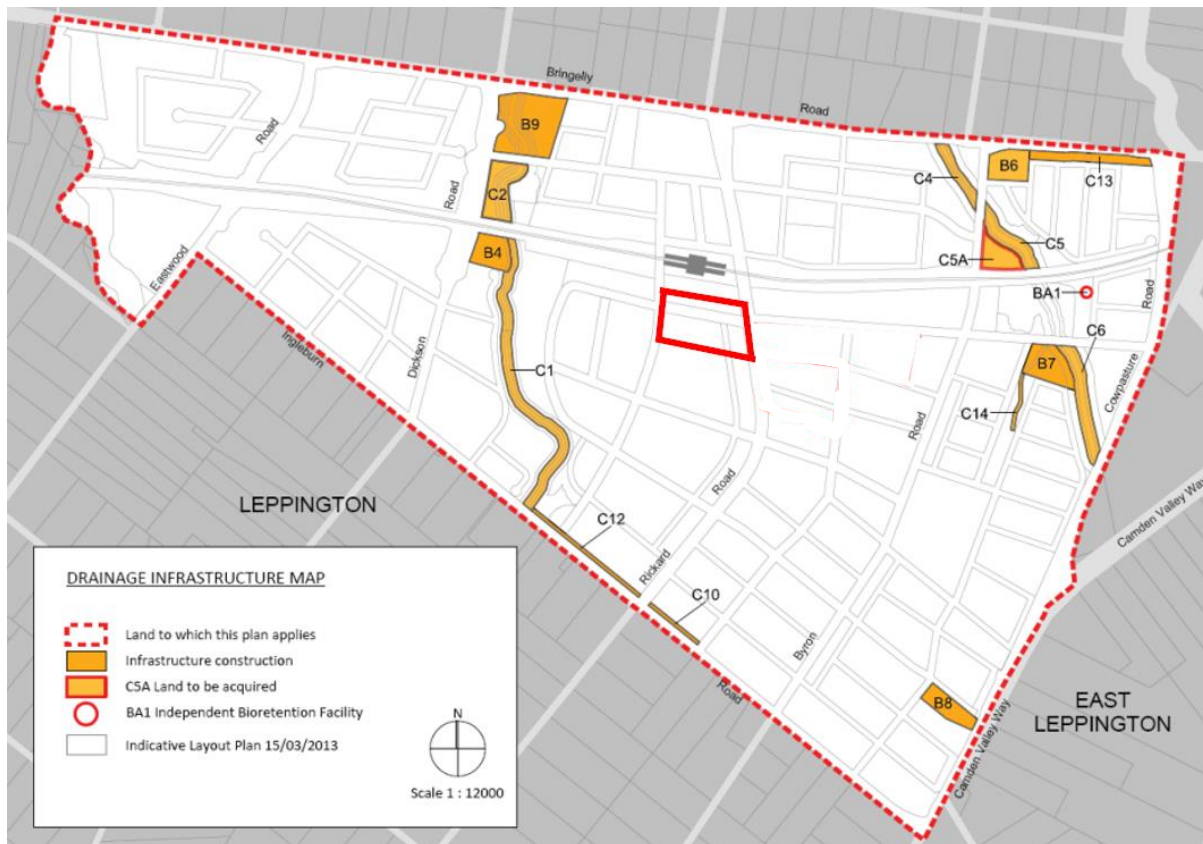 Bringelly
Road
B9
Road
C4
B6
C13
C2
Road
C5
C5A
B4
BA1
Road
Eastwood
C6
B7
Ingleburn
Dickson
C1
Cowpasture
C14
Road
Road
LEPPINGTON
Camden Valley Way
C12
Rickard
C10
Byron
Road
B8
EAST
LEPPINGTON
Camden Valley Way
DRAINAGE INFRASTRUCTURE MAP
Land to which this plan applies
Infrastructure construction
C5A Land to be acquired
BA1 Independent Bioretention Facility
Indicative Layout Plan 15/03/2013
N
Scale 1 : 12000